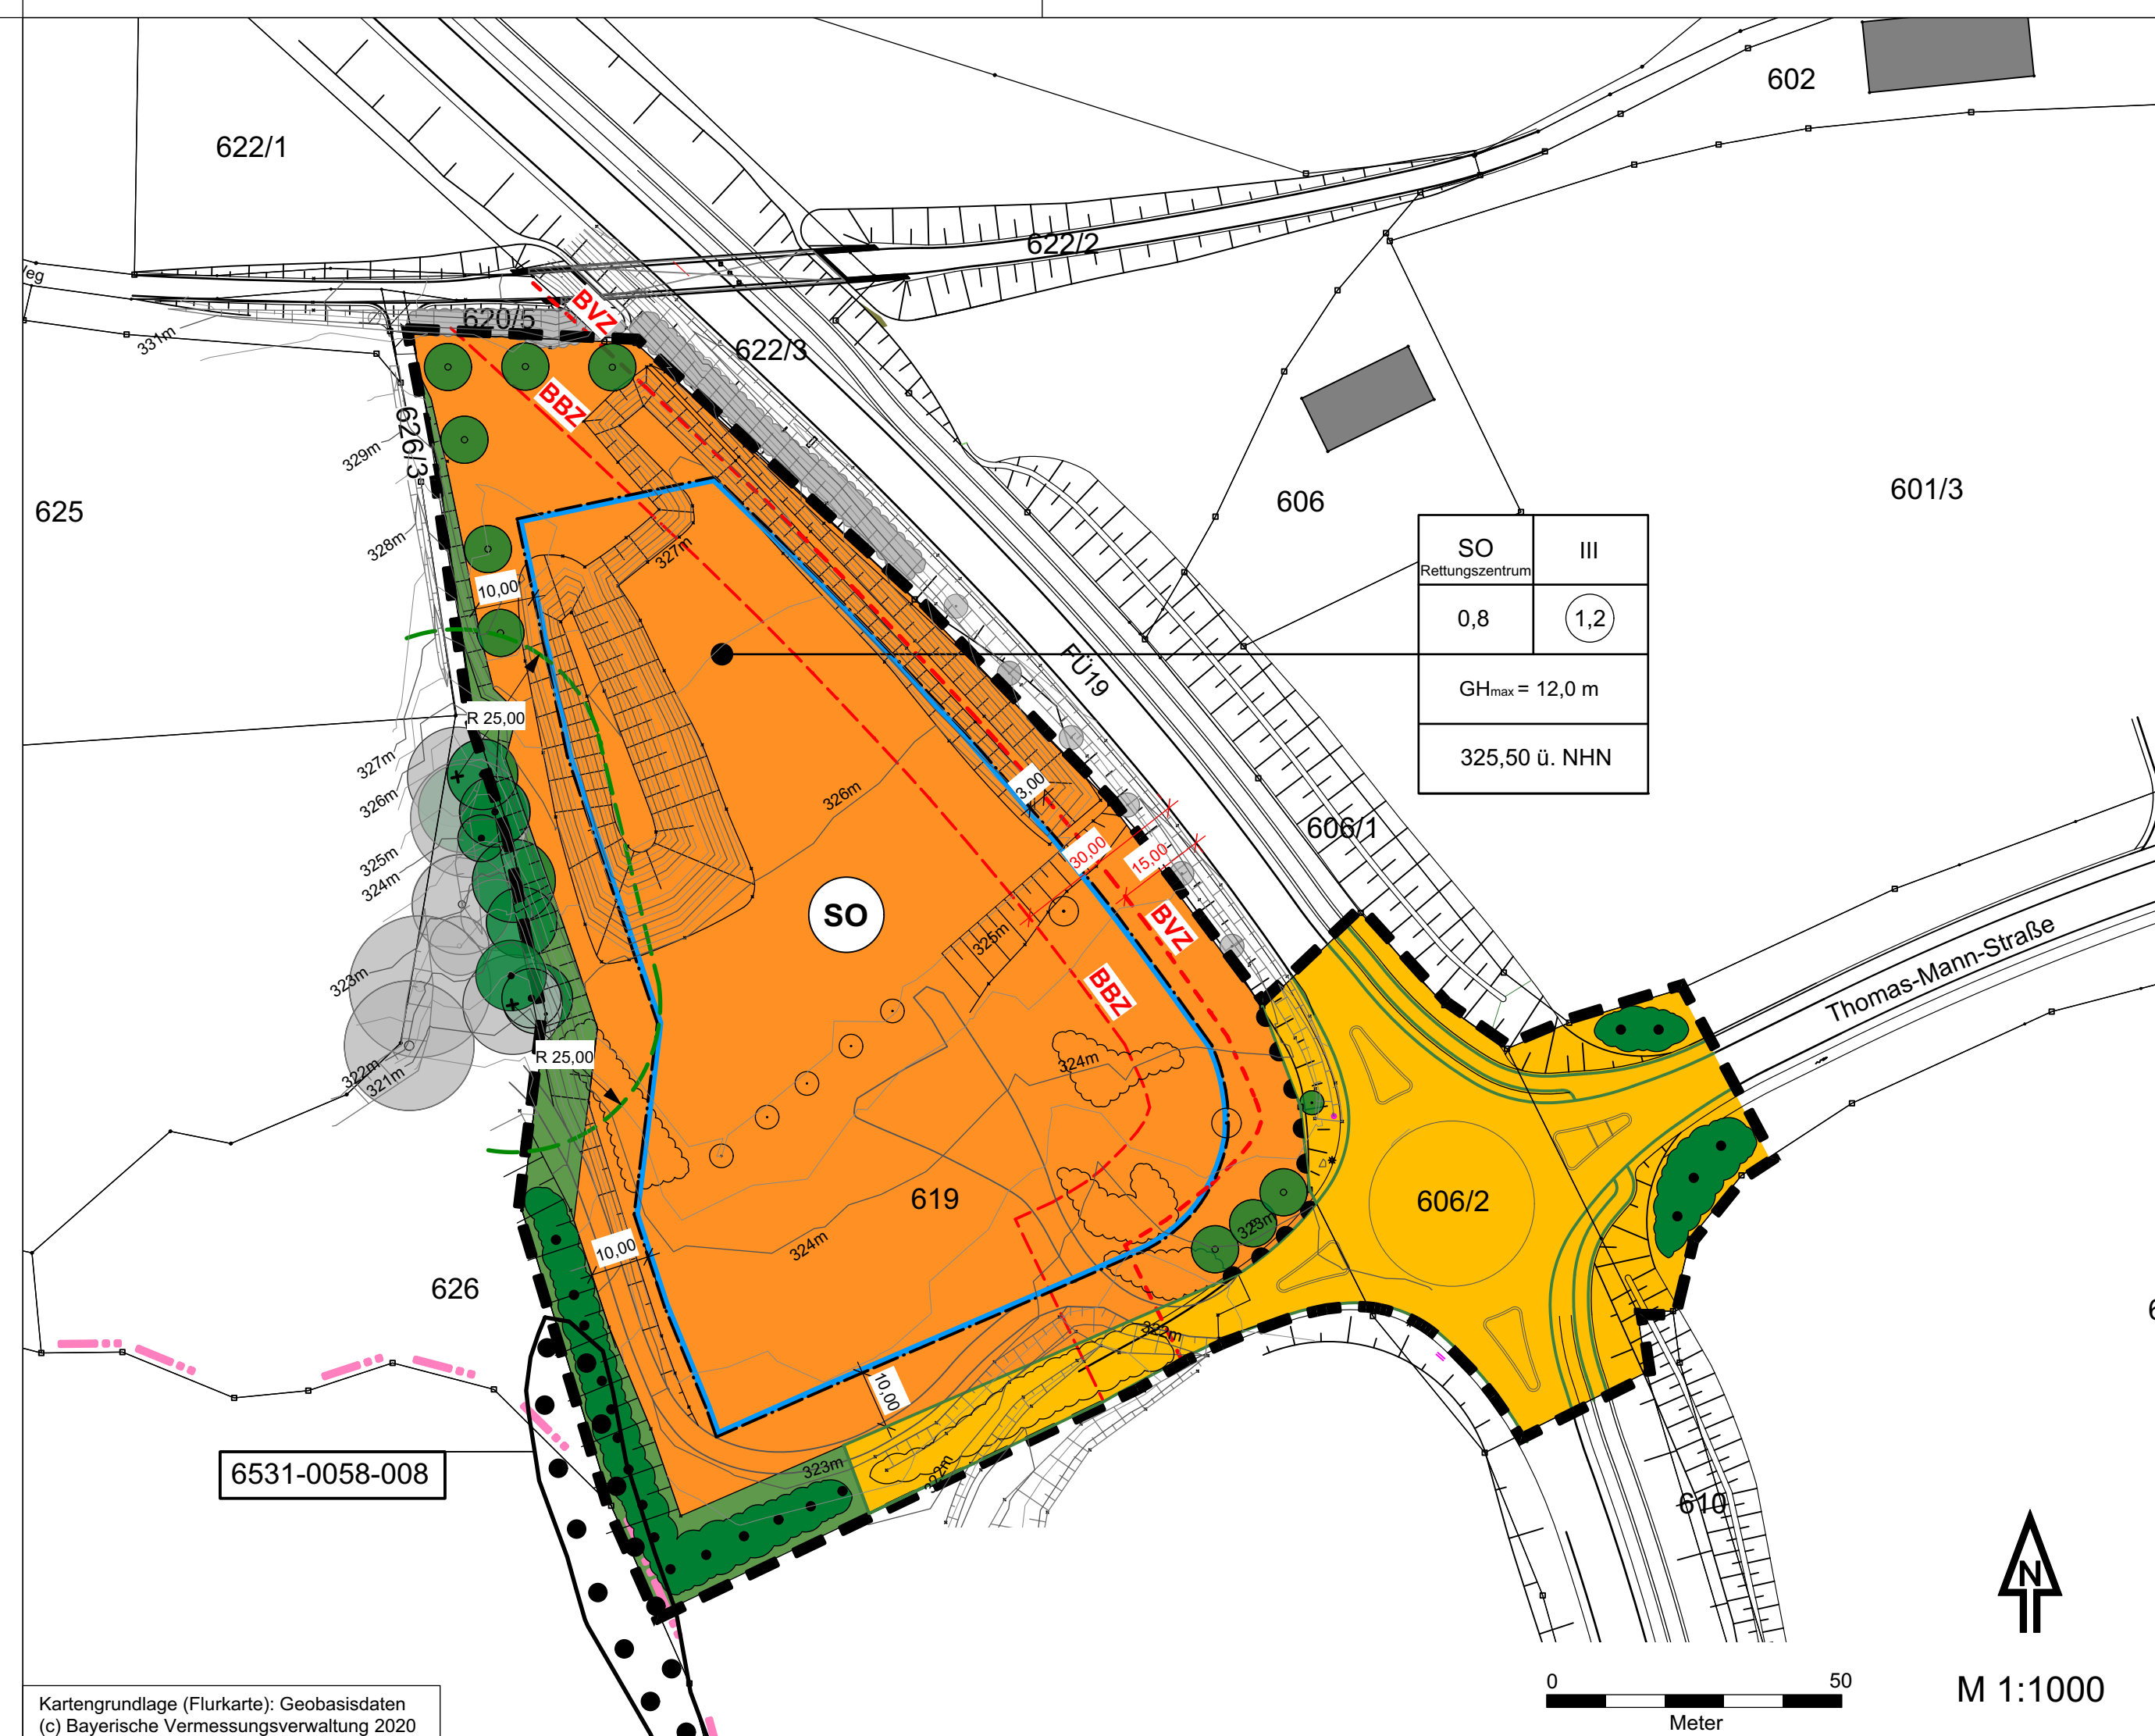 602
622/1
622/2
/eg
BVZ
620/5
331m
622/3
BBZ
626/3
329m
625
601/3
606
328m
327m
SO
III
Rettungszentrum
10,00
0,8
1,2
FÜ19
GHmax = 12,0 m
R 25,00
325,50 ü. NHN
327m
326m
326m
3,00
606/1
30,00
15,00
325m
324m
SO
BVZ
325m
323m
BBZ
Thomas-Mann-Straße
R 25,00
324m
322m
321m
619
606/2
323m
324m
10,00
626
322m
10,00
323m
322m
6531-0058-008
610
N
0
50
Meter
M 1:1000
Kartengrundlage (Flurkarte): Geobasisdaten
(c) Bayerische Vermessungsverwaltung 2020